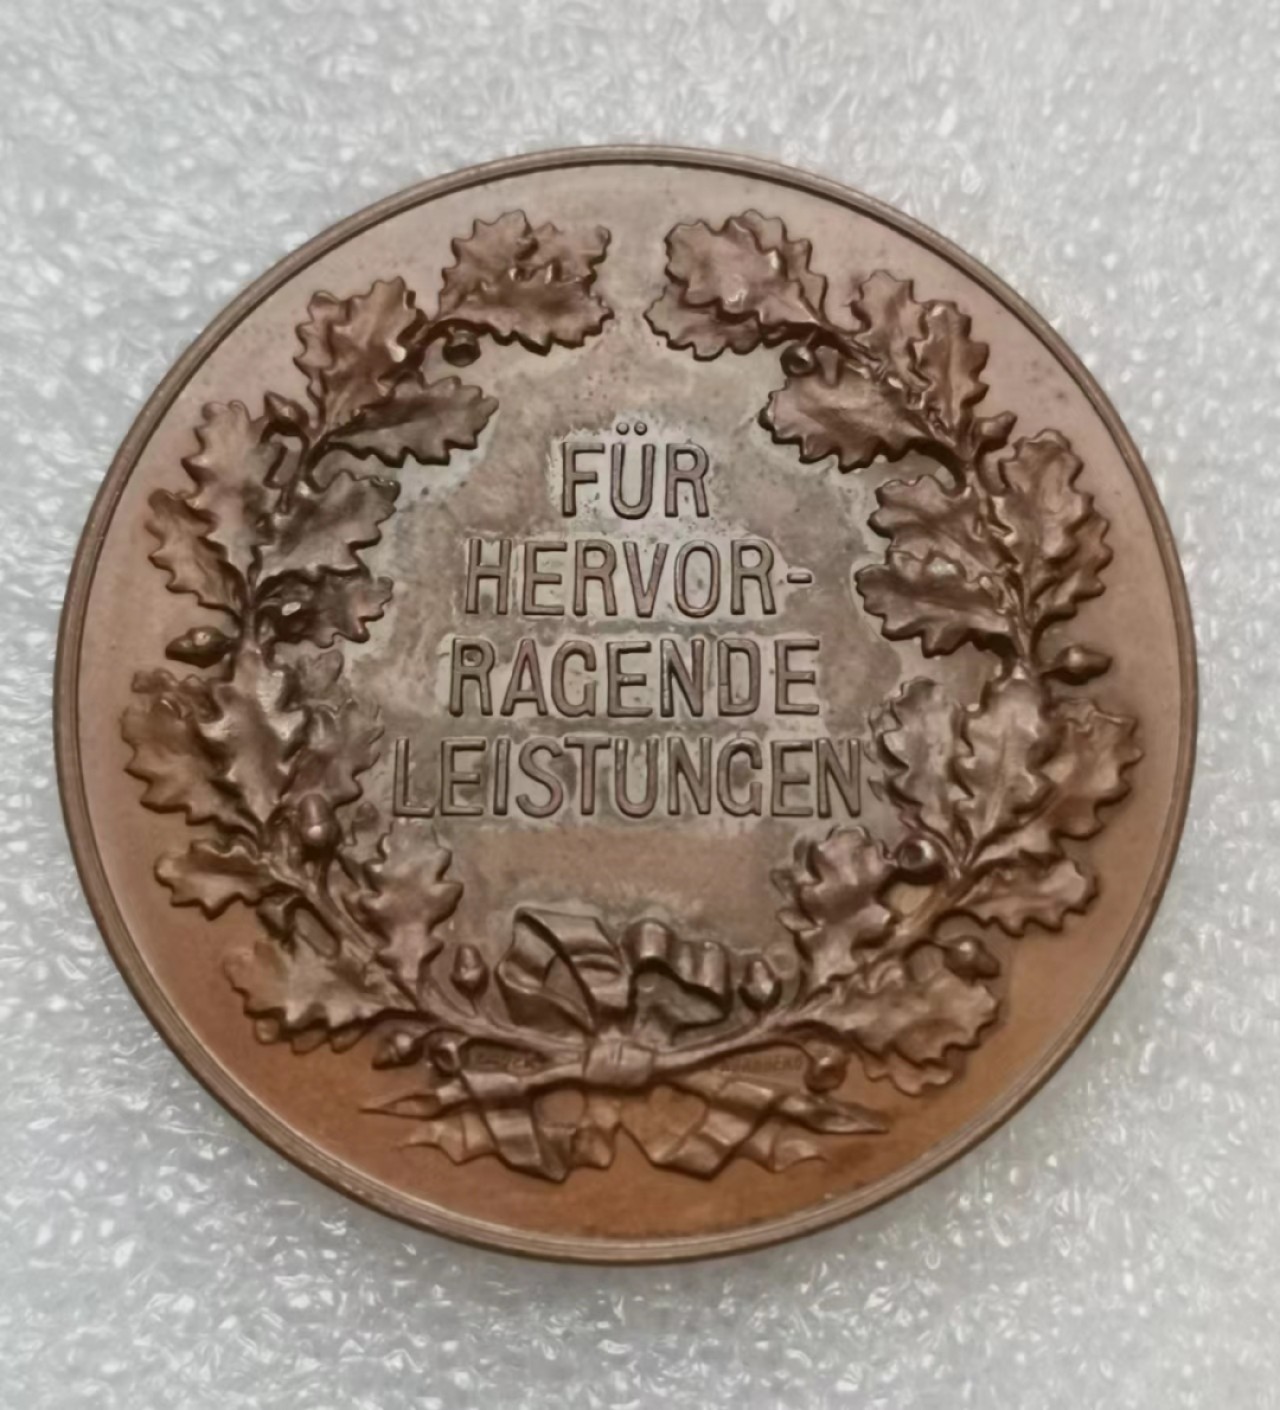 FÜR
HERVOR-
RAGENDE
LEISTUNGEN